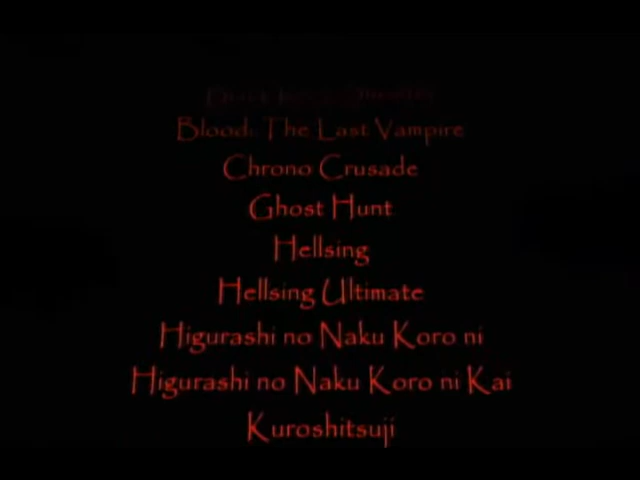 Blood: The Last Vampire
Chrono Crusade
Ghost Hunt
Hellsing
Hellsing Ultimate
Higurashi no Naku Koro ni
Higurashi no Naku Koro ni Kai
Kuroshitsuji